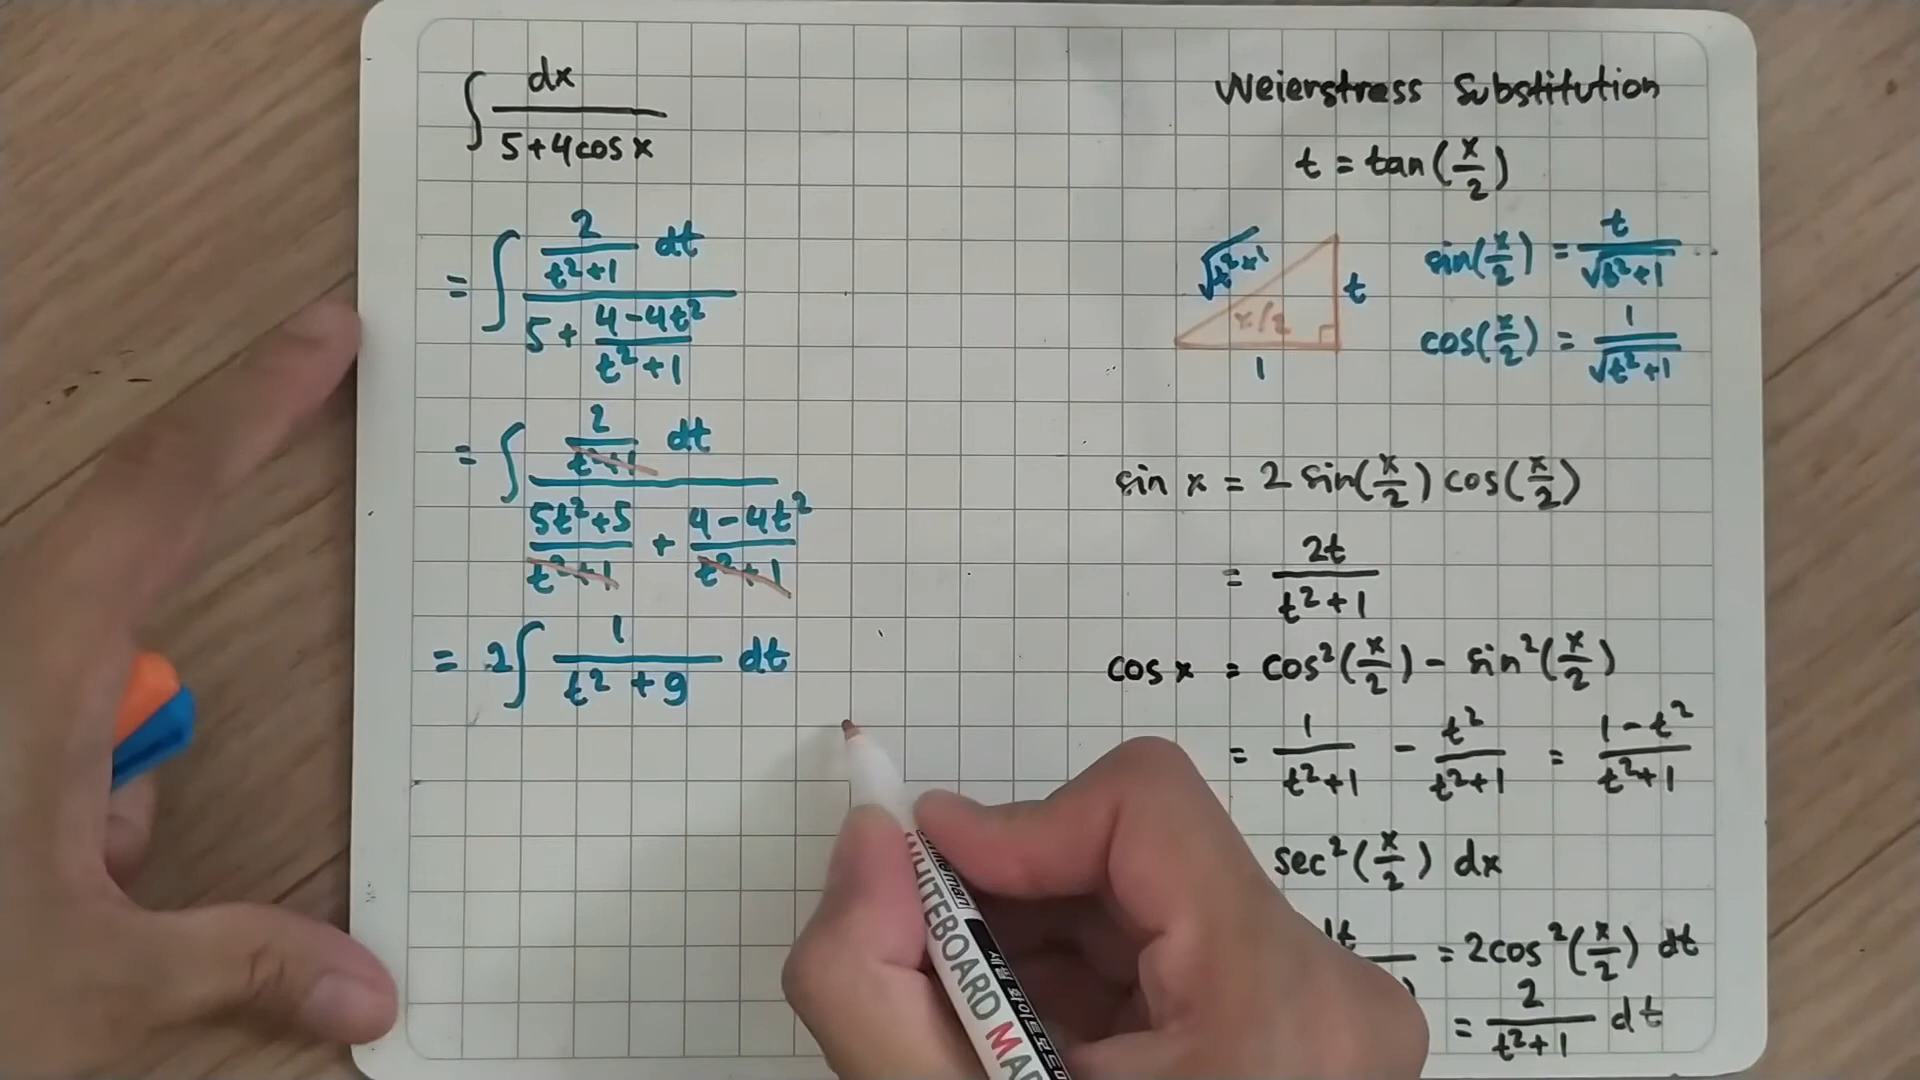 ∫ dx / (5+4cos x)
= ∫ (2/(t²+1) dt) / (5 + (4-4t²)/(t²+1))
= ∫ (2/(t²+1) dt) / ((5t²+5)/(t²+1) + (4-4t²)/(t²+1))
= 2∫ 1/(t²+9) dt
Weierstrass Substitution
t = tan(x/2)
√t²+1
t
x/2
1
sin(x/2) = t/√t²+1
cos(x/2) = 1/√t²+1
sin x = 2 sin(x/2) cos(x/2)
= 2t/(t²+1)
cos x = cos²(x/2) - sin²(x/2)
= 1/(t²+1) - t²/(t²+1) = (1-t²)/(t²+1)
sec²(x/2) dx
= 2cos²(x/2) dt
= 2/(t²+1) dt
WHITEBOARD